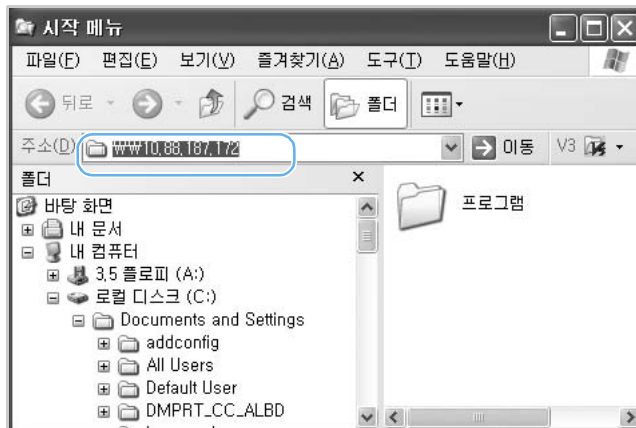 시작 메뉴
파일(F) 편집(E) 보기(V) 즐겨찾기(A) 도구(T) 도움말(H)
뒤로 검색 폴더
주소(D) ₩₩10,88,187,172 이동 V3
폴더 ×
바탕 화면
내 문서
내 컴퓨터
3,5 플로피 (A:)
로컬 디스크 (C:)
Documents and Settings
addconfig
All Users
Default User
DMPRT_CC_ALBD
프로그램